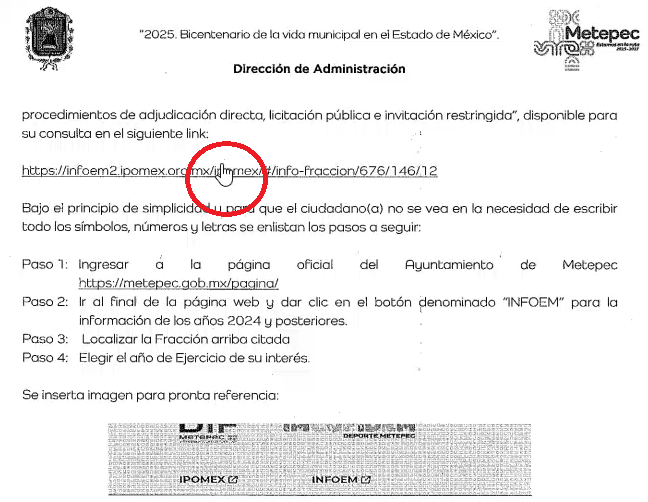 "2025. Bicentenario de la vida municipal en el Estado de México".
Metepec
Dirección de Administración
procedimientos de adjudicación directa, licitación pública e invitación restringida", disponible para
su consulta en el siguiente link:
https://infoem2.ipomex.org.mx/ipomex/#/info-fraccion/676/146/12
Bajo el principio de simplicidad y para que el ciudadano(a) no se vea en la necesidad de escribir
todo los símbolos, números y letras se enlistan los pasos a seguir:
Paso 1: Ingresar a la página oficial del Ayuntamiento de Metepec
https://metepec.gob.mx/pagina/
Paso 2: Ir al final de la página web y dar clic en el botón denominado "INFOEM" para la
información de los años 2024 y posteriores.
Paso 3: Localizar la Fracción arriba citada
Paso 4: Elegir el año de Ejercicio de su interés.
Se inserta imagen para pronta referencia:
DIF
METEPEC
DEPORTE METEPEC
IPOMEX
INFOEM